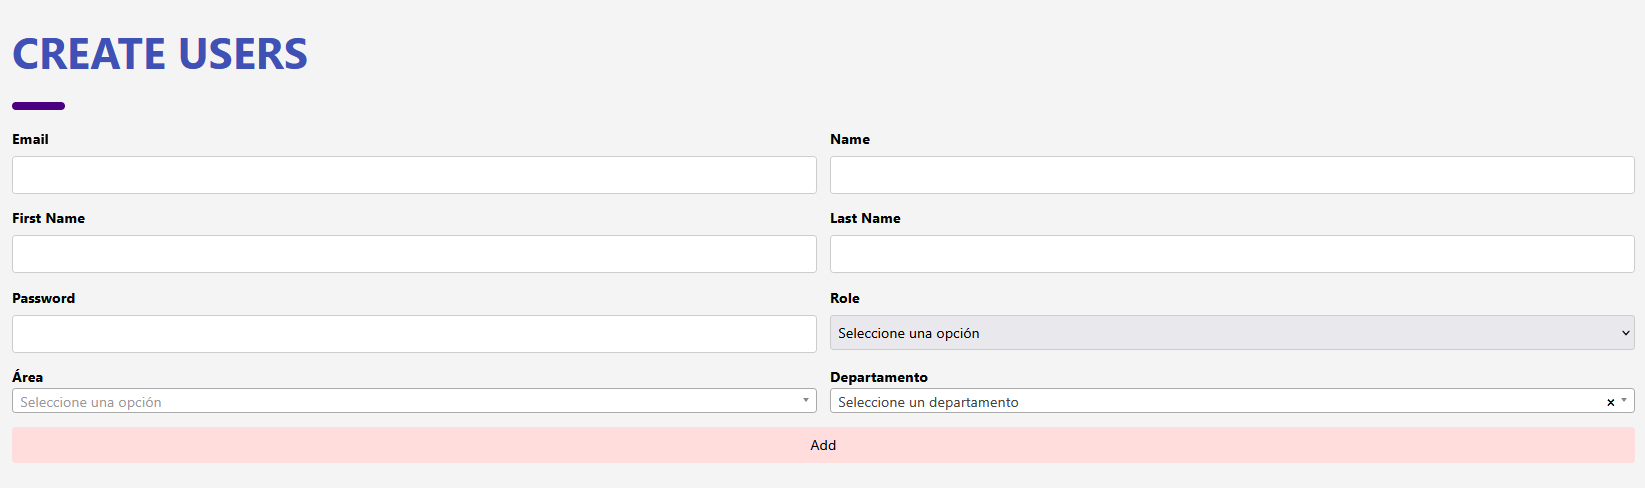 CREATE USERS
Email
Name
First Name
Last Name
Password
Role
Seleccione una opción
Área
Departamento
Seleccione una opción
Seleccione un departamento
×
Add